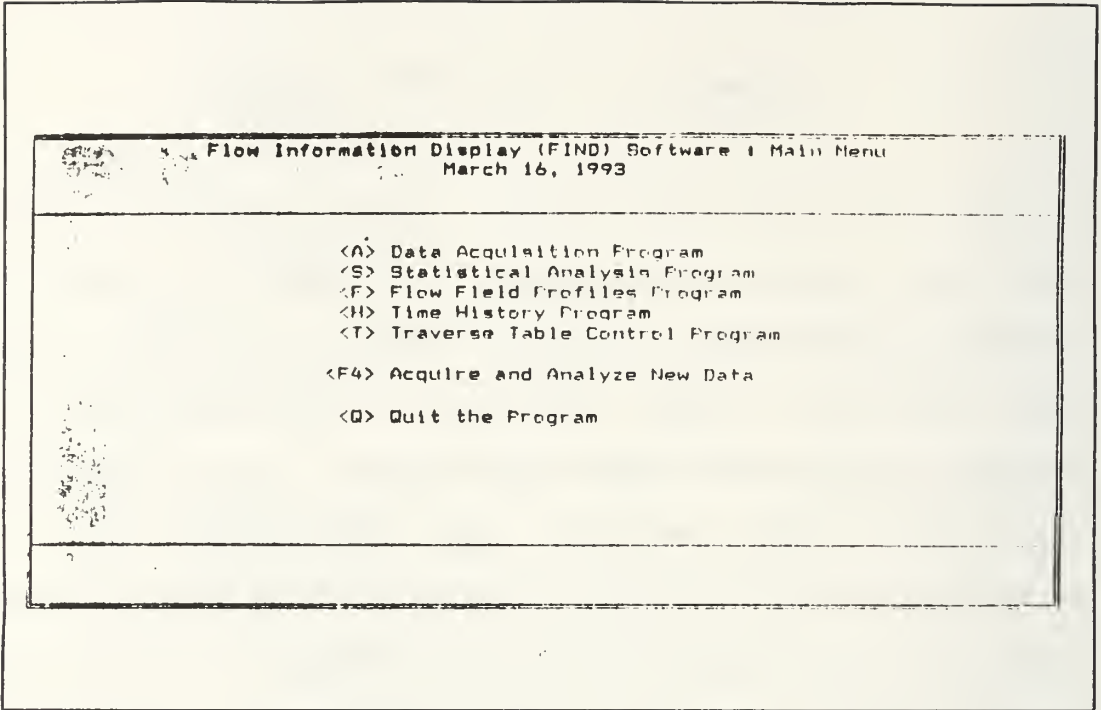 Flow Information Display (FIND) Software : Main Menu
March 16, 1993
<A> Data Acquisition Program
<S> Statistical Analysis Program
<F> Flow Field Profiles Program
<H> Time History Program
<T> Traverse Table Control Program
<F4> Acquire and Analyze New Data
<Q> Quit the Program